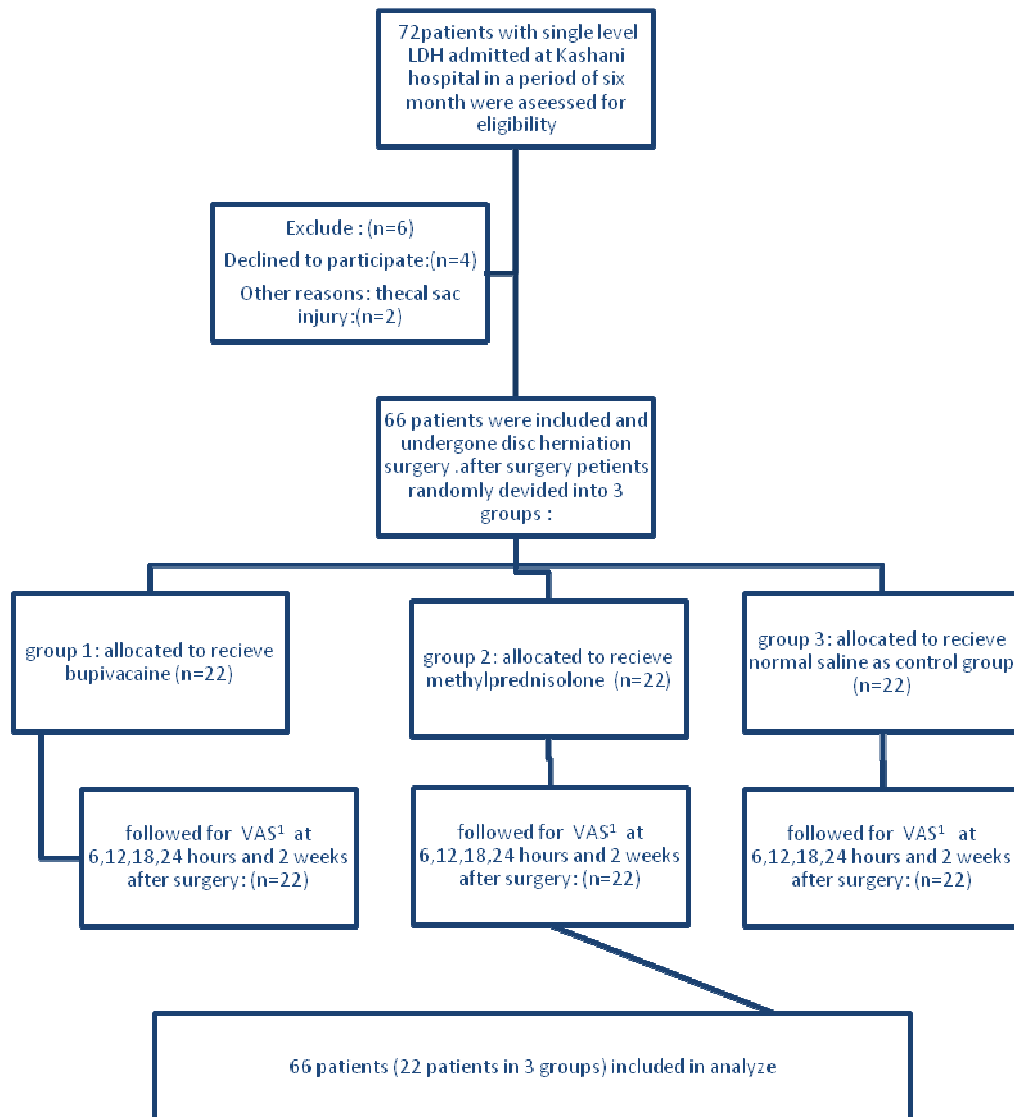 72patients with single level
LDH admitted at Kashani
hospital in a period of six
month were aseessed for
eligibility
Exclude : (n=6)
Declined to participate:(n=4)
Other reasons: thecal sac
injury:(n=2)
66 patients were included and
undergone disc herniation
surgery .after surgery petients
randomly devided into 3
groups :
group 1: allocated to recieve
bupivacaine (n=22)
group 2: allocated to recieve
methylprednisolone (n=22)
group 3: allocated to recieve
normal saline as control group
(n=22)
followed for VAS¹ at
6,12,18,24 hours and 2 weeks
after surgery: (n=22)
followed for VAS¹ at
6,12,18,24 hours and 2 weeks
after surgery: (n=22)
followed for VAS¹ at
6,12,18,24 hours and 2 weeks
after surgery: (n=22)
66 patients (22 patients in 3 groups) included in analyze